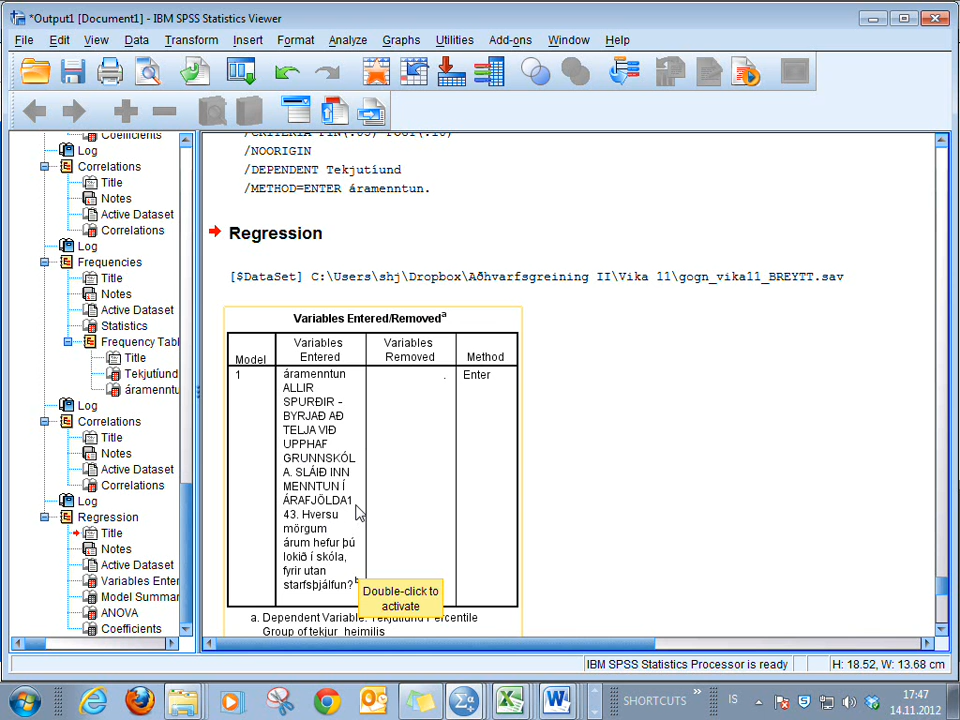 *Output1 [Document1] - IBM SPSS Statistics Viewer
File Edit View Data Transform Insert Format Analyze Graphs Utilities Add-ons Window Help
Coefficients
Log
Correlations
Title
Notes
Active Dataset
Correlations
Log
Frequencies
Title
Notes
Active Dataset
Statistics
Frequency Tabl
Title
Tekjutíund
áramenntu
Log
Correlations
Title
Notes
Active Dataset
Correlations
Log
Regression
Title
Notes
Active Dataset
Variables Enter
Model Summar
ANOVA
Coefficients
/CRITERIA PIN(.05) POUT(.10)
/NOORIGIN
/DEPENDENT Tekjutíund
/METHOD=ENTER áramenntun.
Regression
[$DataSet] C:\Users\shj\Dropbox\Aðhvarfsgreining II\Vika 11\gogn_vika11_BREYTT.sav
Variables Entered/Removedª
Model Variables Entered Variables Removed Method
1 . Enter
áramenntun
ALLIR
SPURÐIR -
BYRJAÐ AÐ
TELJA VIÐ
UPPHAF
GRUNNSKÓL
A. SLÁIÐ INN
MENNTUN Í
ÁRAFJÖLDA1
43. Hversu
mörgum
árum hefur þú
lokið í skóla,
fyrir utan
starfsþjálfun?b
Double-click to
activate
a. Dependent Variable: Tekjutíund Percentile
Group of tekjur_heimilis
IBM SPSS Statistics Processor is ready H: 18.52, W: 13.68 cm
SHORTCUTS » IS 17:47
14.11.2012